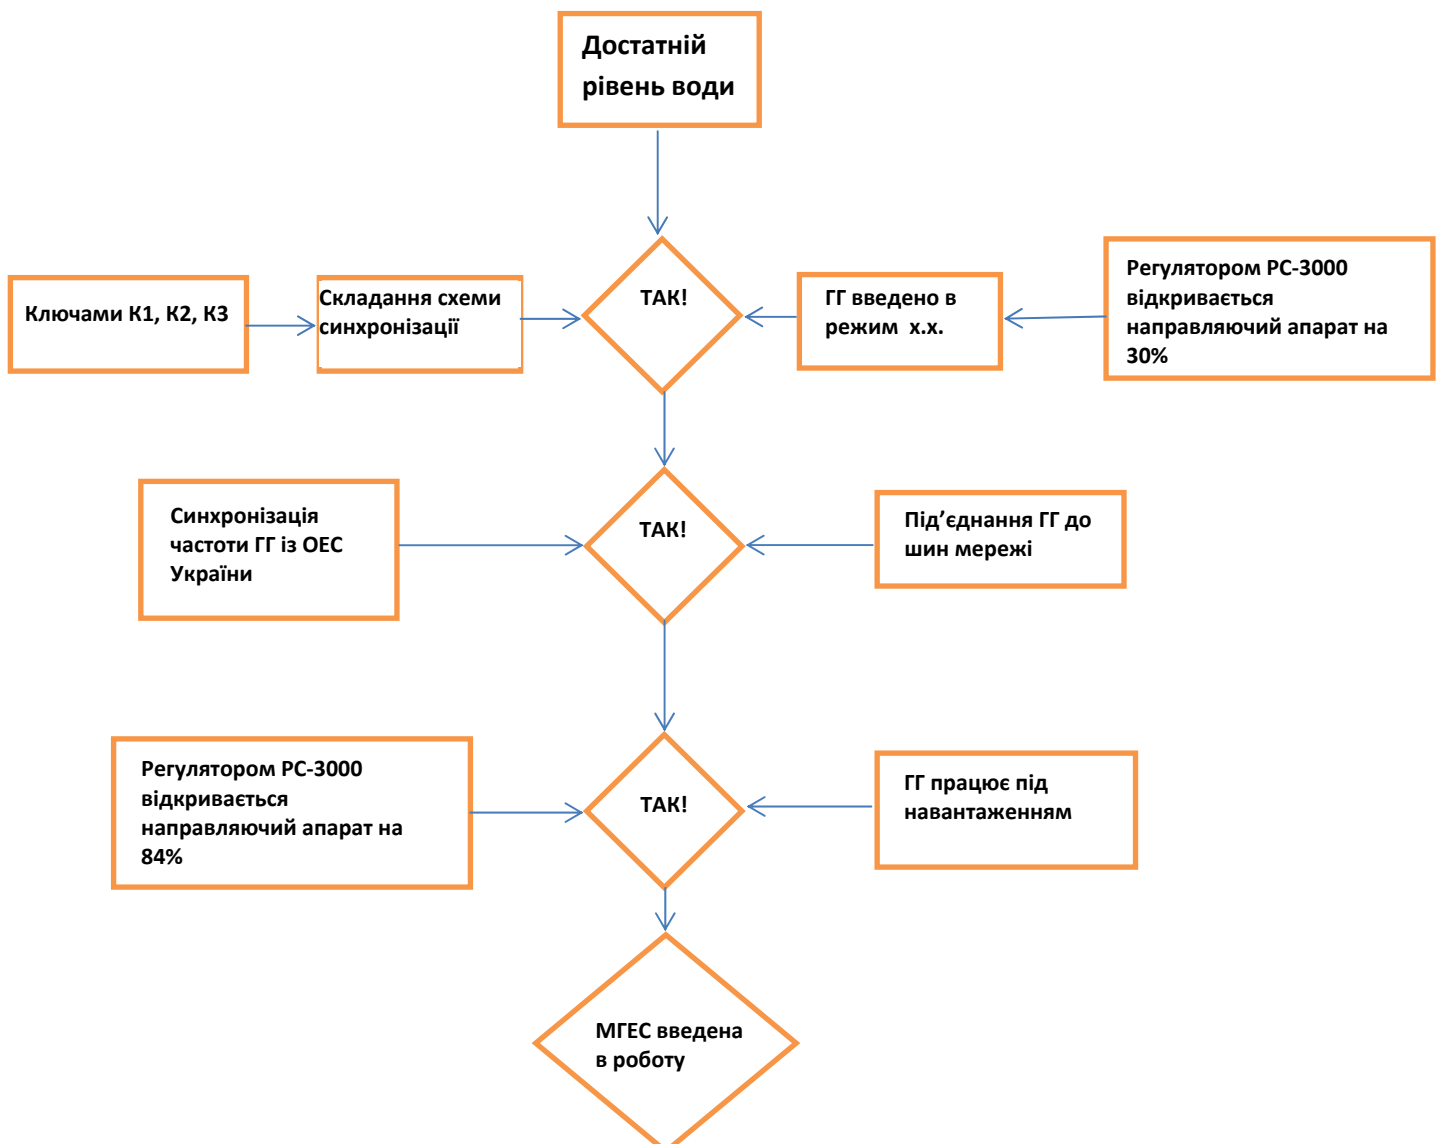 Достатній
рівень води
Ключами К1, К2, К3
Складання схеми
синхронізації
ТАК!
ГГ введено в
режим х.х.
Регулятором РС-3000
відкривається
направляючий апарат на
30%
Синхронізація
частоти ГГ із ОЕС
України
ТАК!
Під’єднання ГГ до
шин мережі
Регулятором РС-3000
відкривається
направляючий апарат на
84%
ТАК!
ГГ працює під
навантаженням
МГЕС введена
в роботу